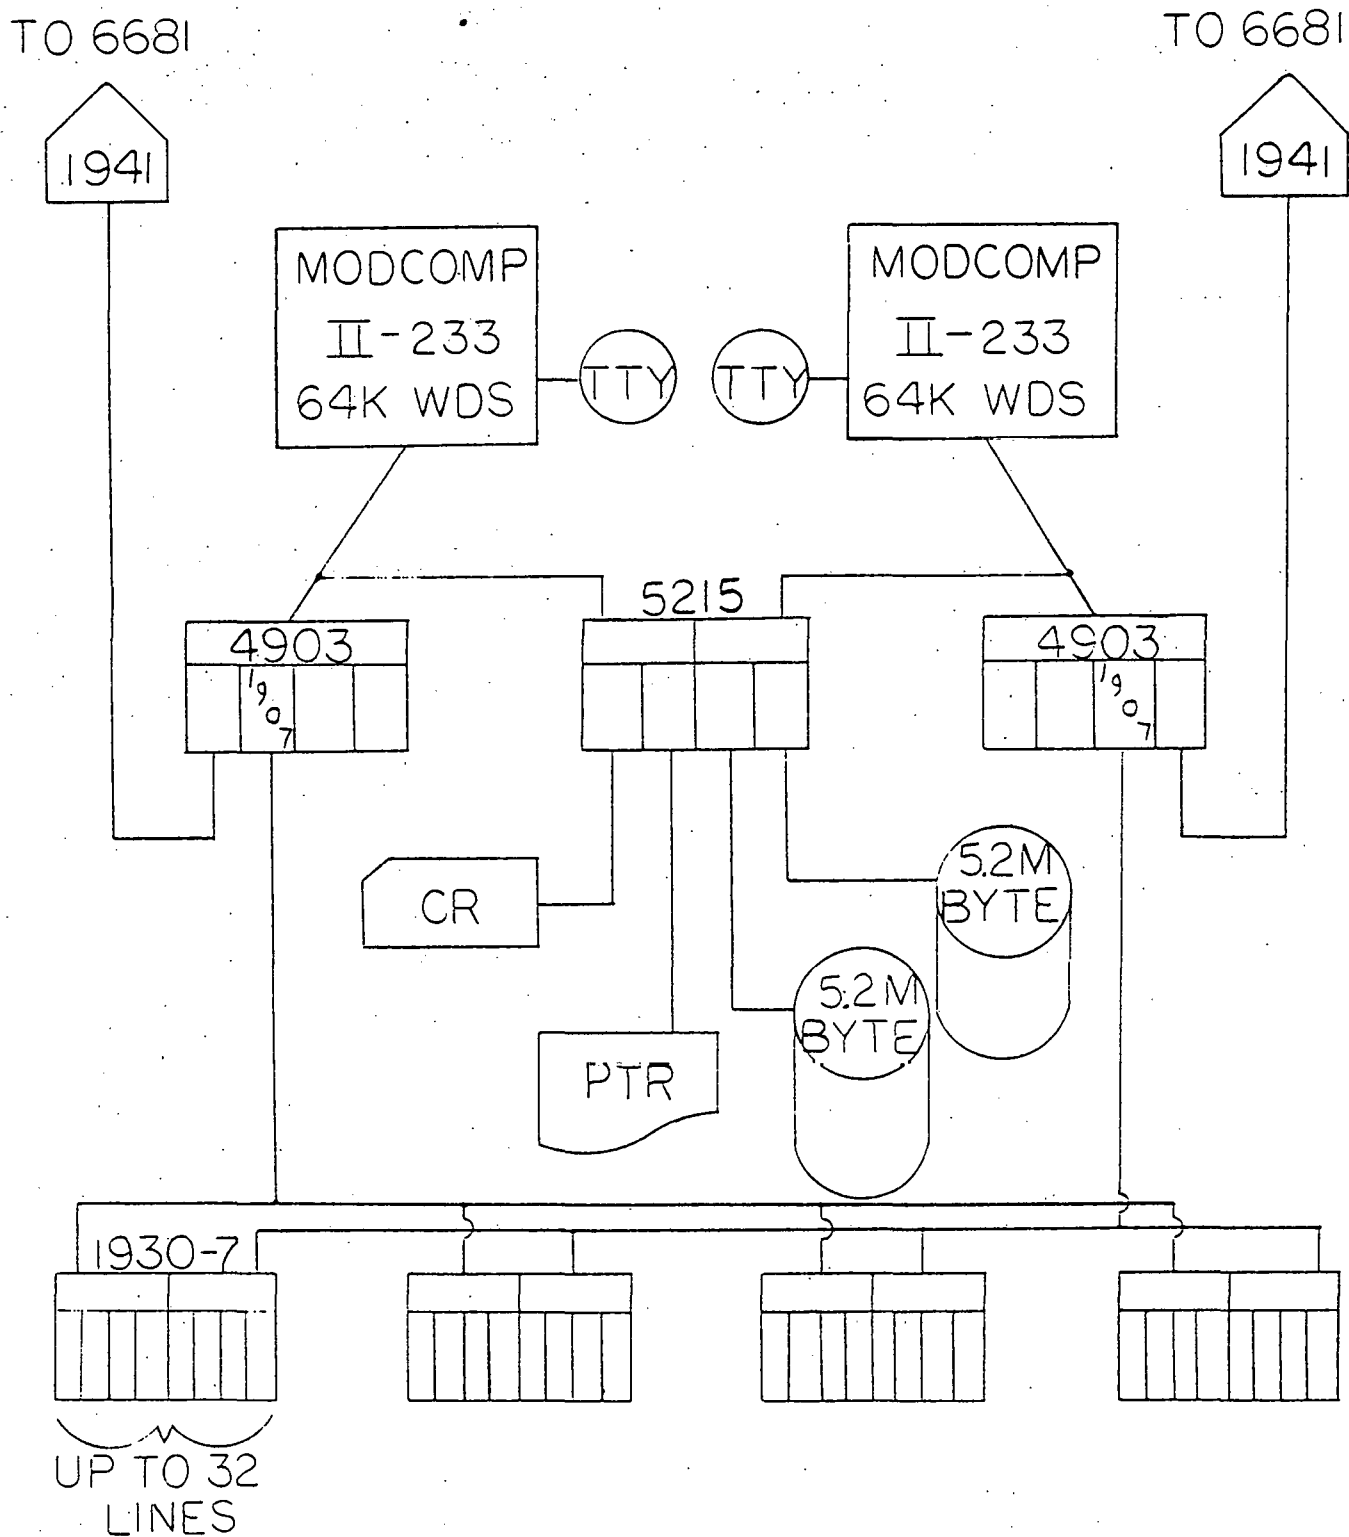 TO 6681
TO 6681
1941
1941
MODCOMP
II-233
64K WDS
TTY
TTY
MODCOMP
II-233
64K WDS
5215
4903
1907
4903
1907
CR
5.2M
BYTE
5.2M
BYTE
PTR
1930-7
UP TO 32
LINES